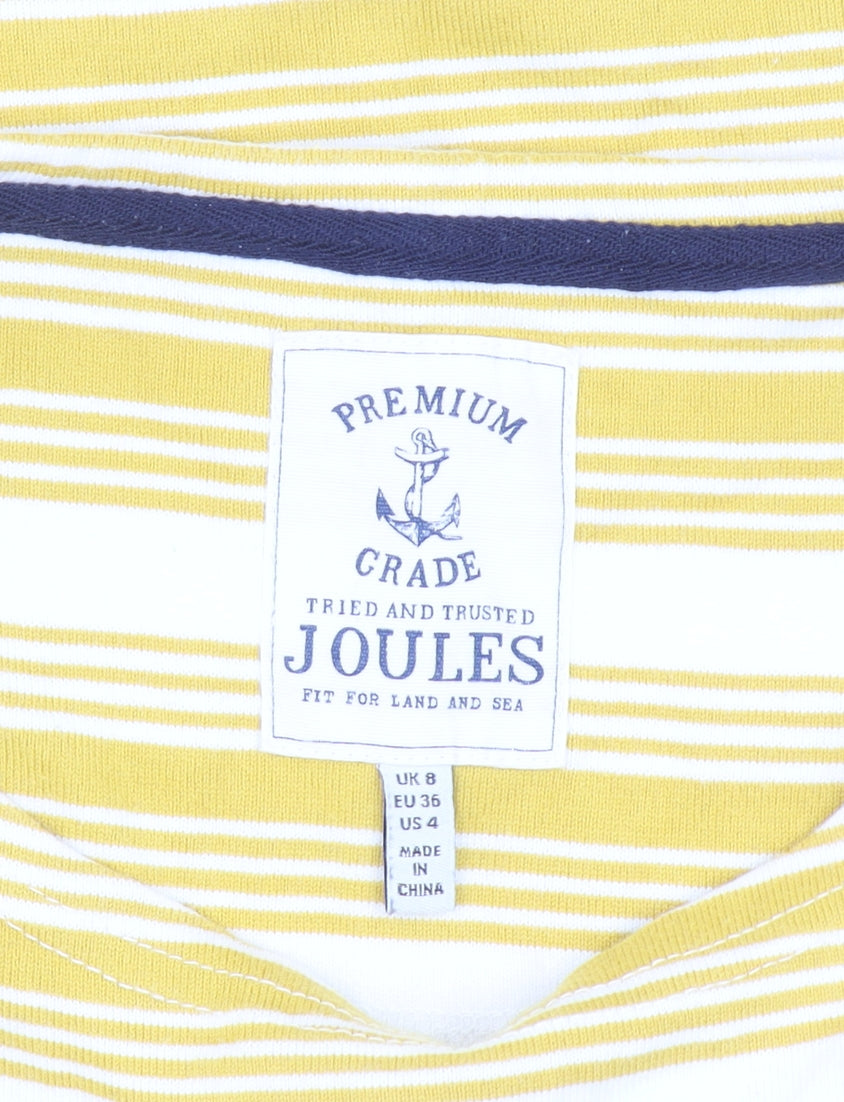 PREMIUM
GRADE
TRIED AND TRUSTED
JOULES
FIT FOR LAND AND SEA
UK 8
EU 36
US 4
MADE
IN
CHINA